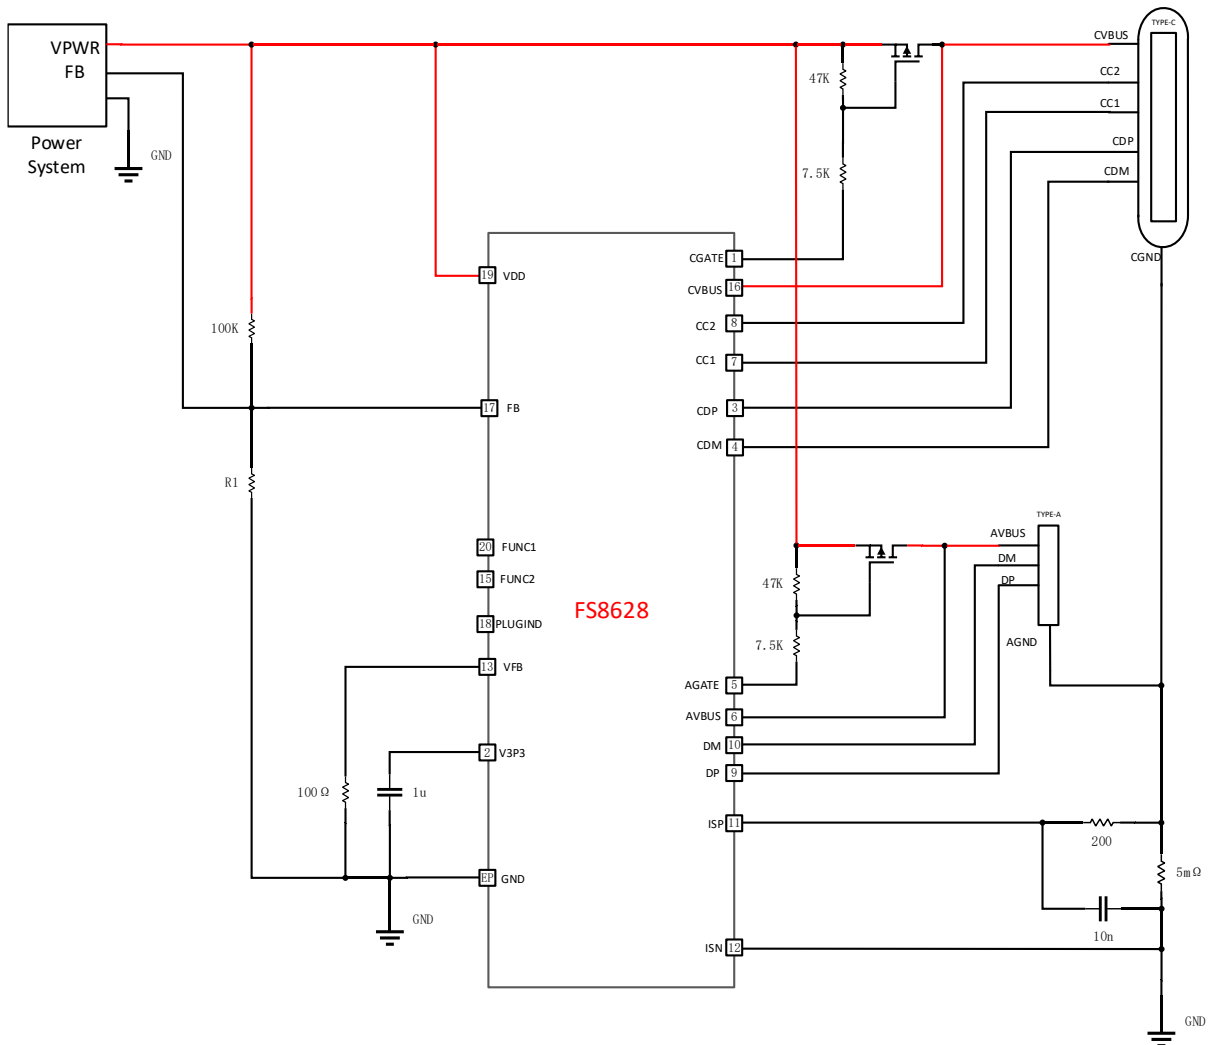 TYPE-C
VPWR
CVBUS
FB
CC2
47K
CC1
CDP
Power
System
GND
CDM
7.5K
CGATE 1
CGND
19 VDD
CVBUS 16
CC2 8
100K
CC1 7
17 FB
CDP 3
CDM 4
R1
TYPE-A
AVBUS
20 FUNC1
DM
15 FUNC2
DP
47K
FS8628
18 PLUGIND
7.5K
AGND
13 VFB
AGATE 5
AVBUS 6
DM 10
2 V3P3
DP 9
100Ω
1u
ISP 11
200
5mΩ
EP GND
GND
10n
ISN 12
GND